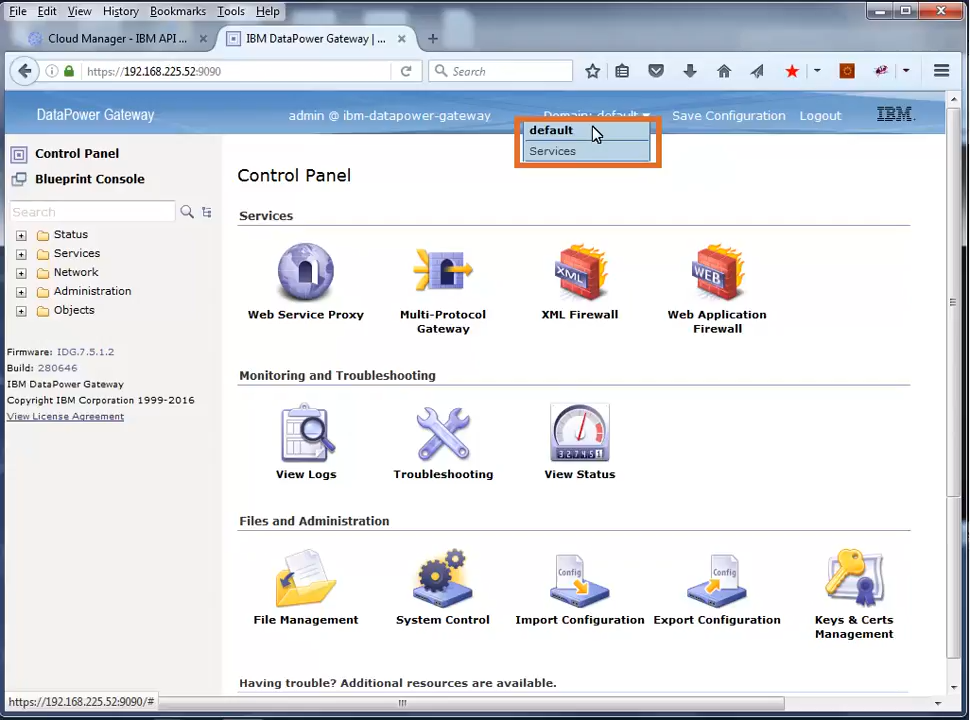 File Edit View History Bookmarks Tools Help
Cloud Manager - IBM API ...
IBM DataPower Gateway | ...
https://192.168.225.52:9090
Search
DataPower Gateway
admin @ ibm-datapower-gateway
Domain: default
Save Configuration
Logout
IBM.
default
Services
Control Panel
Blueprint Console
Search
Status
Services
Network
Administration
Objects
Firmware: IDG.7.5.1.2
Build: 280646
IBM DataPower Gateway
Copyright IBM Corporation 1999-2016
View License Agreement
Control Panel
Services
Web Service Proxy
Multi-Protocol
Gateway
XML
XML Firewall
WEB
Web Application
Firewall
Monitoring and Troubleshooting
View Logs
Troubleshooting
View Status
Files and Administration
File Management
System Control
Config
Import Configuration
Config
Export Configuration
Keys & Certs
Management
Having trouble? Additional resources are available.
https://192.168.225.52:9090/#